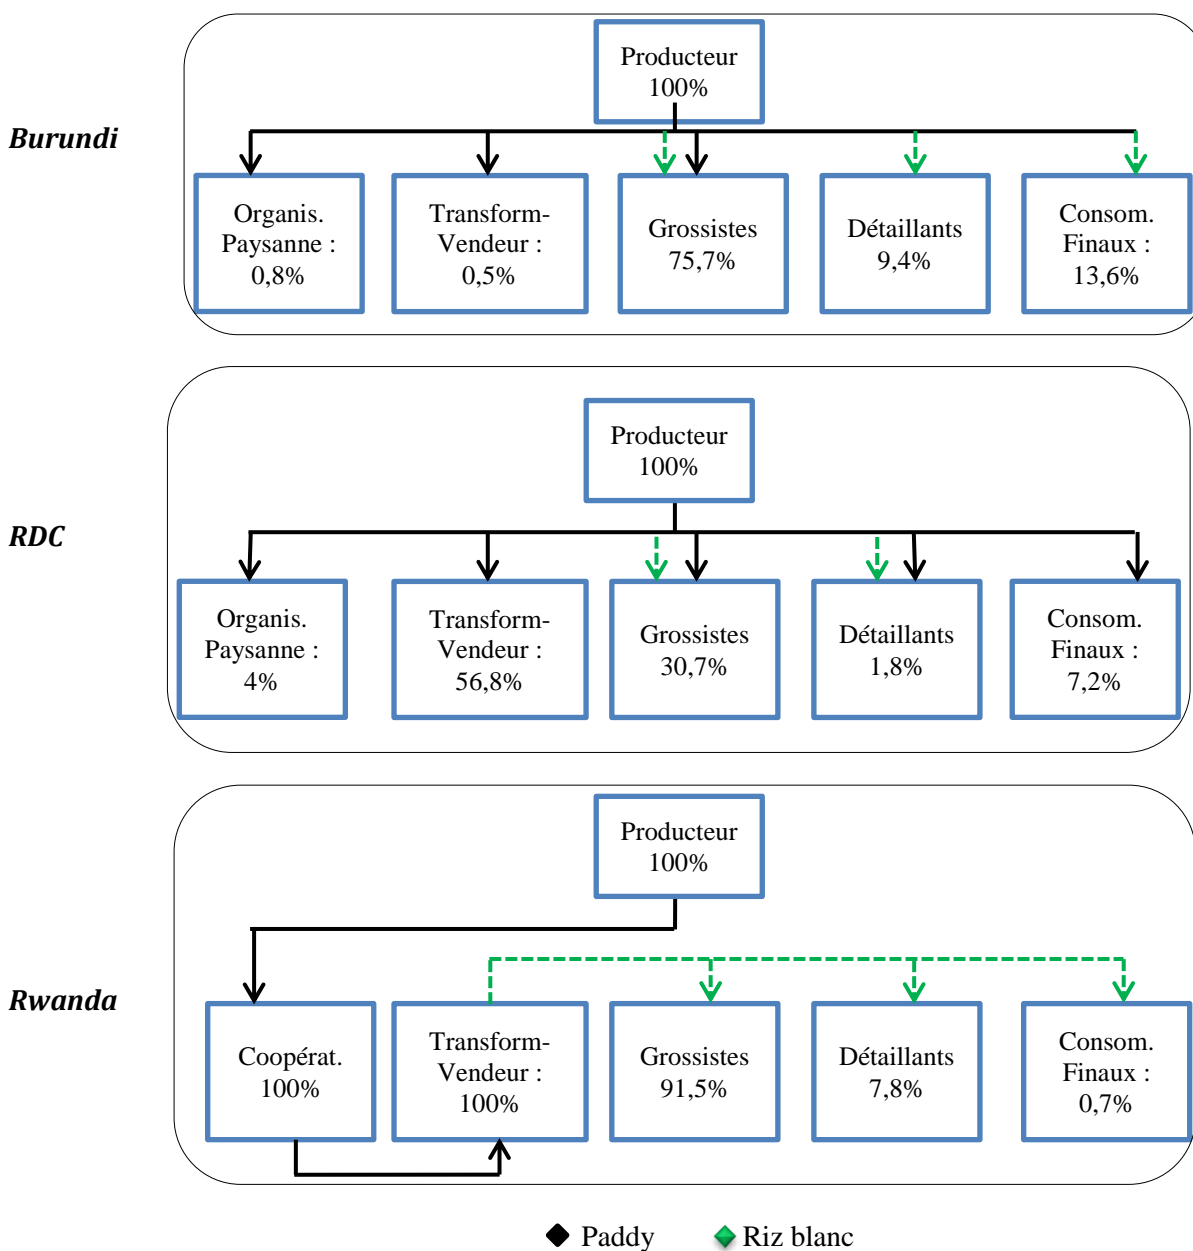 Burundi
Producteur
100%
Organis.
Paysanne :
0,8%
Transform-
Vendeur :
0,5%
Grossistes
75,7%
Détaillants
9,4%
Consom.
Finaux :
13,6%
RDC
Producteur
100%
Organis.
Paysanne :
4%
Transform-
Vendeur :
56,8%
Grossistes
30,7%
Détaillants
1,8%
Consom.
Finaux :
7,2%
Rwanda
Producteur
100%
Coopérat.
100%
Transform-
Vendeur :
100%
Grossistes
91,5%
Détaillants
7,8%
Consom.
Finaux :
0,7%
Paddy
Riz blanc